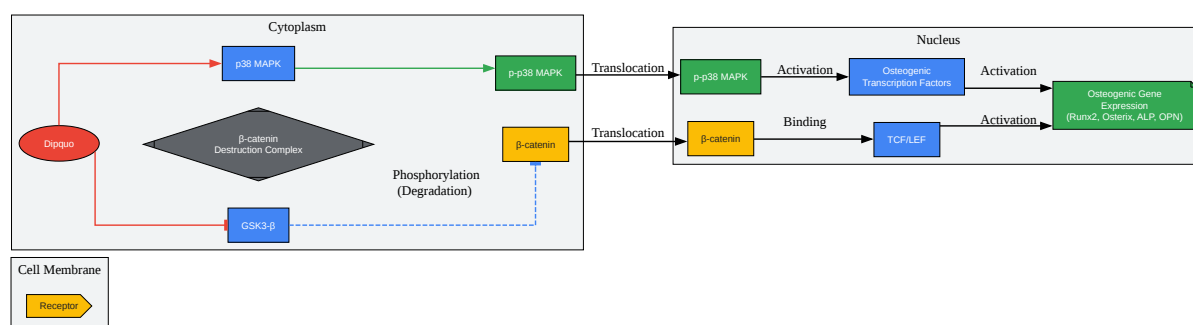 Cytoplasm
Nucleus
p38 MAPK
p-p38 MAPK
Translocation
p-p38 MAPK
Activation
Osteogenic
Transcription Factors
Activation
Osteogenic Gene
Expression
(Runx2, Osterix, ALP, OPN)
Dipquo
β-catenin
Destruction Complex
β-catenin
Translocation
β-catenin
Binding
TCF/LEF
Activation
Phosphorylation
(Degradation)
GSK3-β
Cell Membrane
Receptor